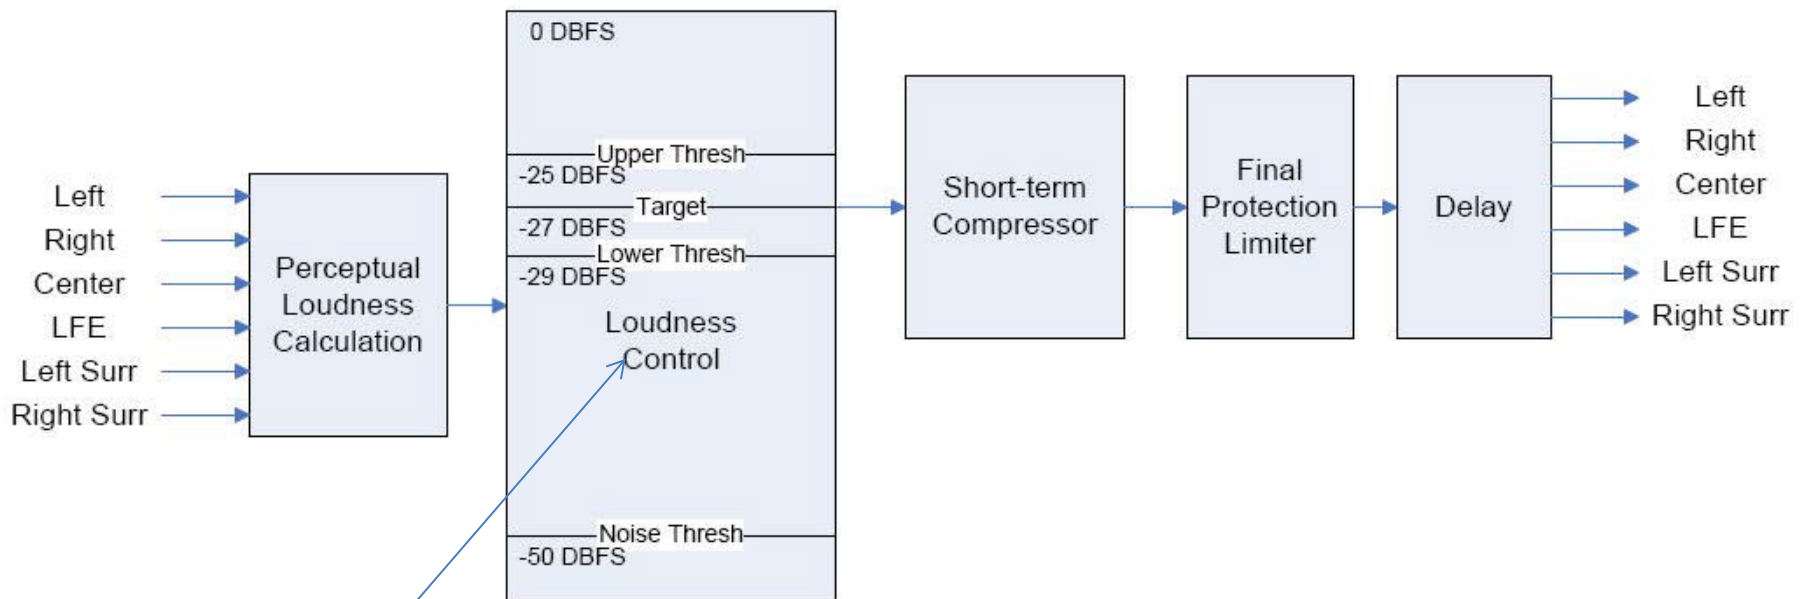 Left
Right
Center
LFE
Left Surr
Right Surr
Perceptual
Loudness
Calculation
0 DBFS
Upper Thresh
-25 DBFS
Target
-27 DBFS
Lower Thresh
-29 DBFS
Loudness
Control
Noise Thresh
-50 DBFS
Short-term
Compressor
Final
Protection
Limiter
Delay
Left
Right
Center
LFE
Left Surr
Right Surr